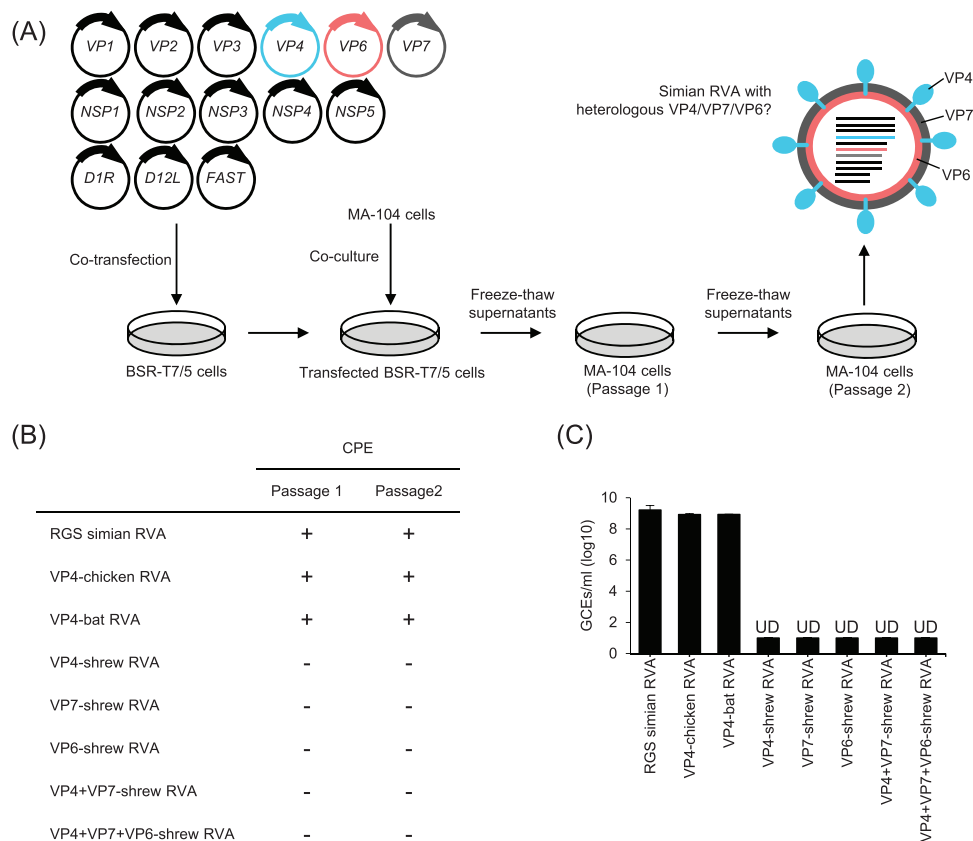 (A)
VP1 VP2 VP3 VP4 VP6 VP7
NSP1 NSP2 NSP3 NSP4 NSP5
D1R D12L FAST
Simian RVA with
heterologous VP4/VP7/VP6?
VP4
VP7
VP6
MA-104 cells
Co-transfection
Co-culture
Freeze-thaw
supernatants
Freeze-thaw
supernatants
BSR-T7/5 cells
Transfected BSR-T7/5 cells
MA-104 cells
(Passage 1)
MA-104 cells
(Passage 2)
(B)
CPE
Passage 1 Passage2
RGS simian RVA + +
VP4-chicken RVA + +
VP4-bat RVA + +
VP4-shrew RVA - -
VP7-shrew RVA - -
VP6-shrew RVA - -
VP4+VP7-shrew RVA - -
VP4+VP7+VP6-shrew RVA - -
(C)
GCEs/ml (log10)
10
8
6
4
2
0
UD UD UD UD UD
RGS simian RVA
VP4-chicken RVA
VP4-bat RVA
VP4-shrew RVA
VP7-shrew RVA
VP6-shrew RVA
VP4+VP7-shrew RVA
VP4+VP7+VP6-shrew RVA